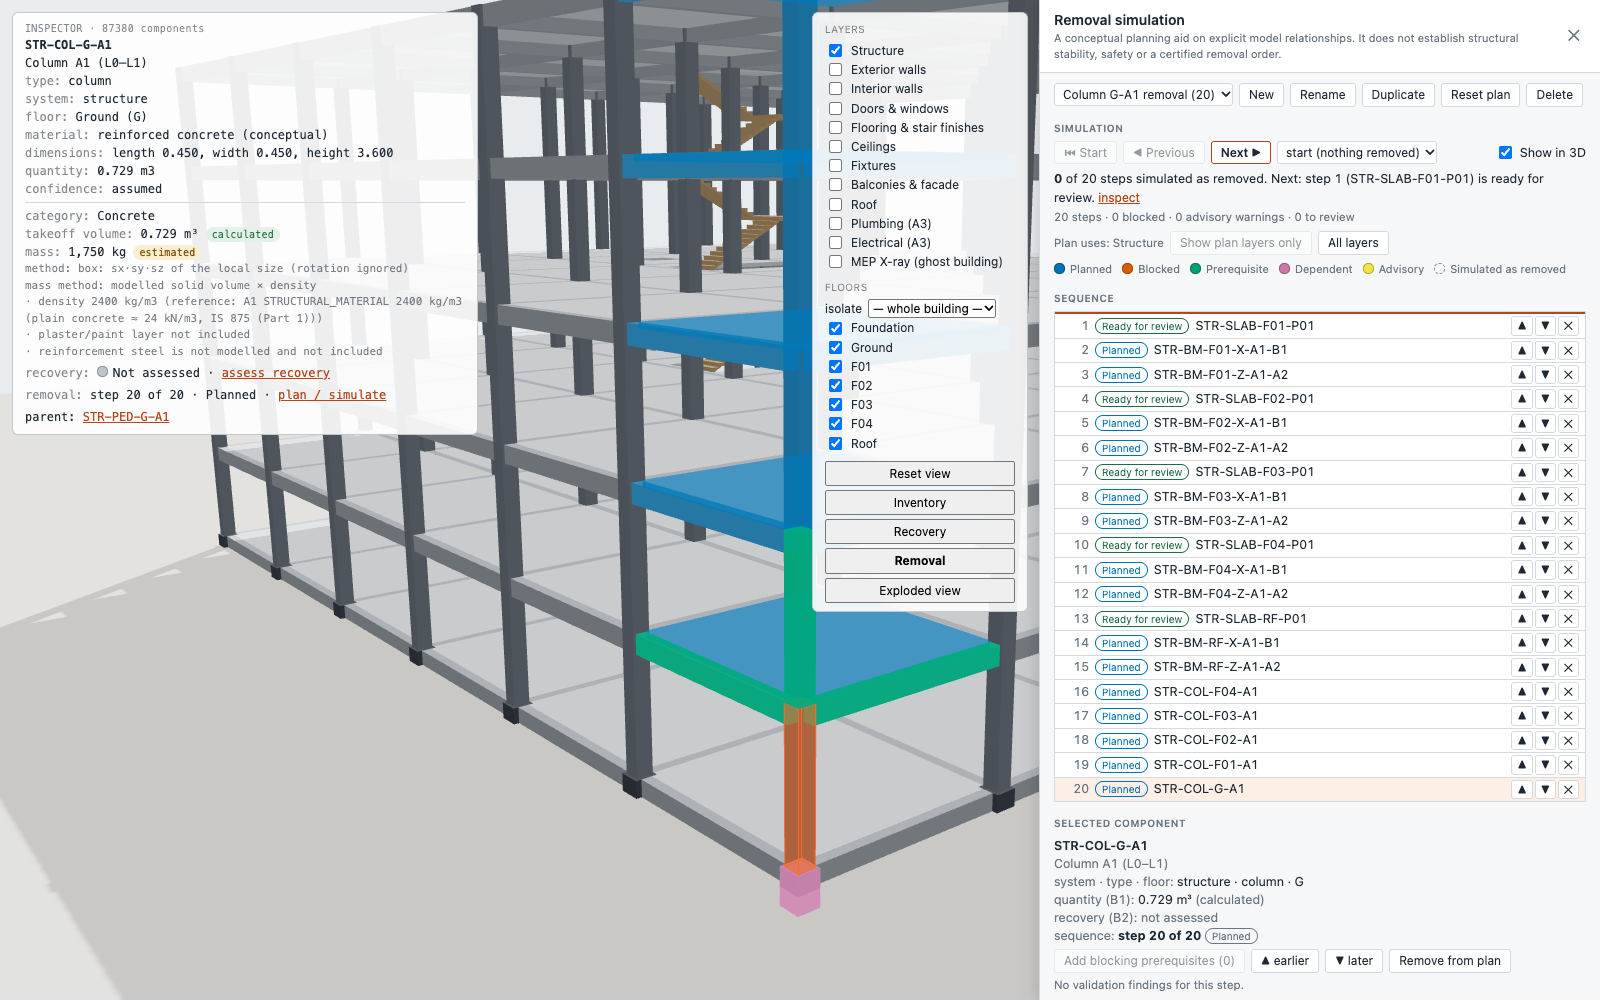 INSPECTOR · 87380 components
STR-COL-G-A1
Column A1 (L0–L1)
type: column
system: structure
floor: Ground (G)
material: reinforced concrete (conceptual)
dimensions: length 0.450, width 0.450, height 3.600
quantity: 0.729 m3
confidence: assumed
category: Concrete
takeoff volume: 0.729 m³ calculated
mass: 1,750 kg estimated
method: box: sx·sy·sz of the local size (rotation ignored)
mass method: modelled solid volume × density
· density 2400 kg/m3 (reference: A1 STRUCTURAL_MATERIAL 2400 kg/m3
(plain concrete ≈ 24 kN/m3, IS 875 (Part 1)))
· plaster/paint layer not included
· reinforcement steel is not modelled and not included
recovery: Not assessed · assess recovery
removal: step 20 of 20 · Planned · plan / simulate
parent: STR-PED-G-A1
LAYERS
Structure
Exterior walls
Interior walls
Doors & windows
Flooring & stair finishes
Ceilings
Fixtures
Balconies & facade
Roof
Plumbing (A3)
Electrical (A3)
MEP X-ray (ghost building)
FLOORS
isolate — whole building —
Foundation
Ground
F01
F02
F03
F04
Roof
Reset view
Inventory
Recovery
Removal
Exploded view
Removal simulation
A conceptual planning aid on explicit model relationships. It does not establish structural
stability, safety or a certified removal order.
Column G-A1 removal (20) New Rename Duplicate Reset plan Delete
SIMULATION
⏮ Start ◀ Previous Next ▶ start (nothing removed) Show in 3D
0 of 20 steps simulated as removed. Next: step 1 (STR-SLAB-F01-P01) is ready for
review. inspect
20 steps · 0 blocked · 0 advisory warnings · 0 to review
Plan uses: Structure Show plan layers only All layers
Planned Blocked Prerequisite Dependent Advisory Simulated as removed
SEQUENCE
1 Ready for review STR-SLAB-F01-P01 ▲ ▼ ✕
2 Planned STR-BM-F01-X-A1-B1 ▲ ▼ ✕
3 Planned STR-BM-F01-Z-A1-A2 ▲ ▼ ✕
4 Ready for review STR-SLAB-F02-P01 ▲ ▼ ✕
5 Planned STR-BM-F02-X-A1-B1 ▲ ▼ ✕
6 Planned STR-BM-F02-Z-A1-A2 ▲ ▼ ✕
7 Ready for review STR-SLAB-F03-P01 ▲ ▼ ✕
8 Planned STR-BM-F03-X-A1-B1 ▲ ▼ ✕
9 Planned STR-BM-F03-Z-A1-A2 ▲ ▼ ✕
10 Ready for review STR-SLAB-F04-P01 ▲ ▼ ✕
11 Planned STR-BM-F04-X-A1-B1 ▲ ▼ ✕
12 Planned STR-BM-F04-Z-A1-A2 ▲ ▼ ✕
13 Ready for review STR-SLAB-RF-P01 ▲ ▼ ✕
14 Planned STR-BM-RF-X-A1-B1 ▲ ▼ ✕
15 Planned STR-BM-RF-Z-A1-A2 ▲ ▼ ✕
16 Planned STR-COL-F04-A1 ▲ ▼ ✕
17 Planned STR-COL-F03-A1 ▲ ▼ ✕
18 Planned STR-COL-F02-A1 ▲ ▼ ✕
19 Planned STR-COL-F01-A1 ▲ ▼ ✕
20 Planned STR-COL-G-A1 ▲ ▼ ✕
SELECTED COMPONENT
STR-COL-G-A1
Column A1 (L0–L1)
system · type · floor: structure · column · G
quantity (B1): 0.729 m³ (calculated)
recovery (B2): not assessed
sequence: step 20 of 20 Planned
Add blocking prerequisites (0) ▲ earlier ▼ later Remove from plan
No validation findings for this step.